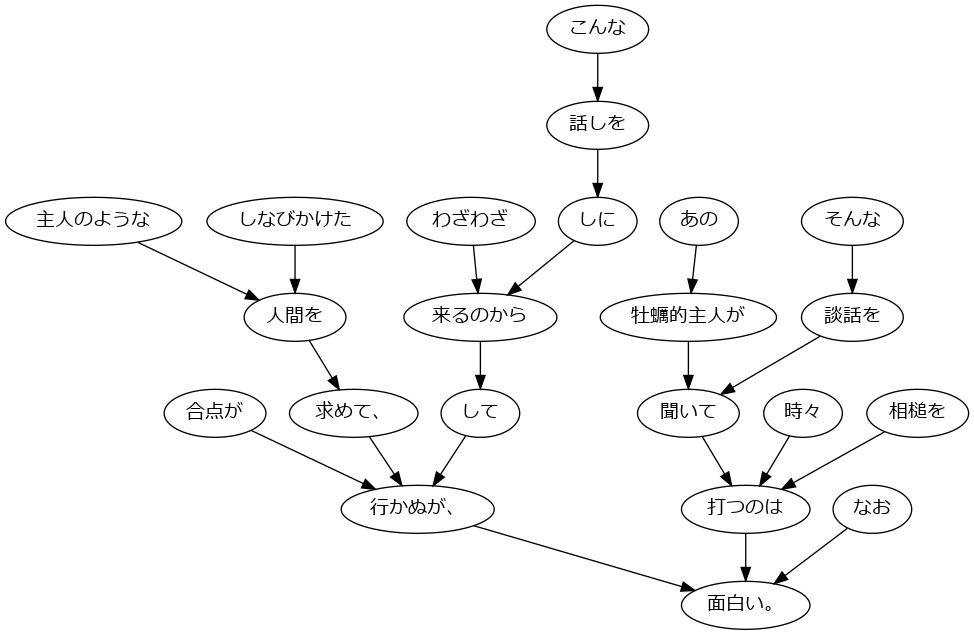 こんな
話しを
主人のような
しなびかけた
わざわざ
しに
あの
そんな
人間を
来るのから
牡蠣的主人が
談話を
合点が
求めて、
して
聞いて
時々
相槌を
行かぬが、
打つのは
なお
面白い。